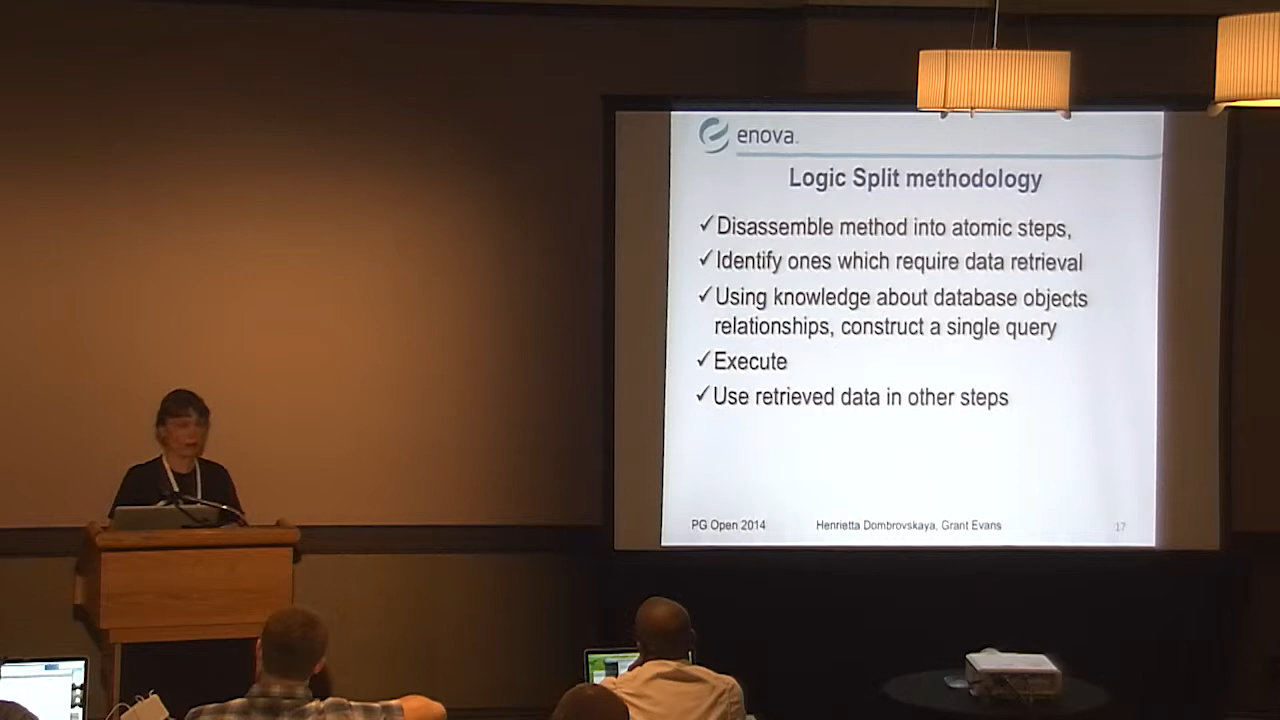 enova
Logic Split methodology
✓Disassemble method into atomic steps,
✓Identify ones which require data retrieval
✓Using knowledge about database objects
relationships, construct a single query
✓Execute
✓Use retrieved data in other steps
PG Open 2014 Henrietta Dombrovskaya, Grant Evans 17